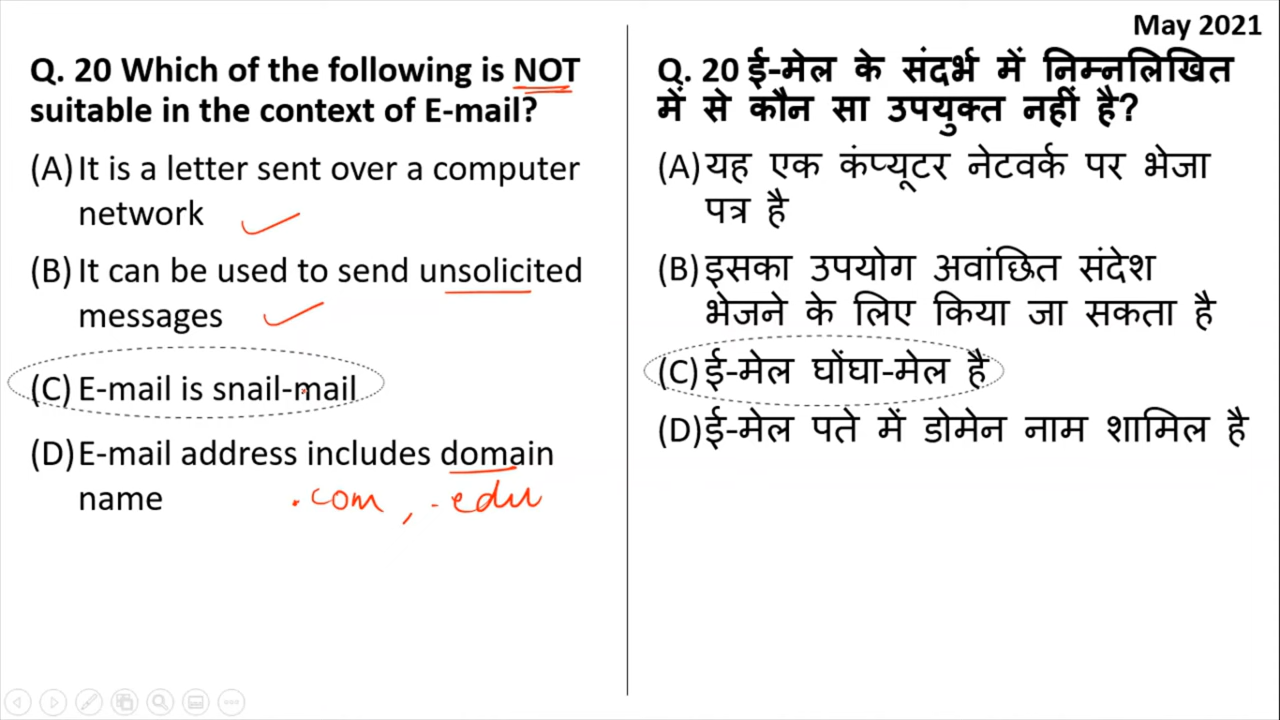 May 2021
Q. 20 Which of the following is NOT
suitable in the context of E-mail?
(A) It is a letter sent over a computer
network
(B) It can be used to send unsolicited
messages
(C) E-mail is snail-mail
(D) E-mail address includes domain
name
.com, .edu
Q. 20 ई-मेल के संदर्भ में निम्नलिखित
में से कौन सा उपयुक्त नहीं है?
(A) यह एक कंप्यूटर नेटवर्क पर भेजा
पत्र है
(B) इसका उपयोग अवांछित संदेश
भेजने के लिए किया जा सकता है
(C) ई-मेल घोंघा-मेल है
(D) ई-मेल पते में डोमेन नाम शामिल है